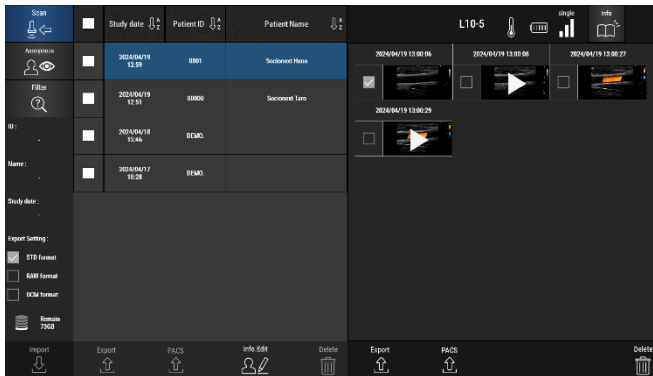 Scan
Anonymous
Filter
ID :
-
Name :
-
Study date :
-
Export Setting :
STD format
RAW format
DCM format
Remain
73GB
Import
Study date A Z Patient ID A Z Patient Name A Z
2024/04/19
12:59 0001 Socionext Hana
2024/04/19
12:51 00000 Socionext Taro
2024/04/18
15:46 DEMO.
2024/04/17
10:28 DEMO.
Export PACS Info.Edit Delete
L10-5 single Info
2024/04/19 13:00:06 2024/04/19 13:00:08 2024/04/19 13:00:27
2024/04/19 13:00:29
Export PACS Delete